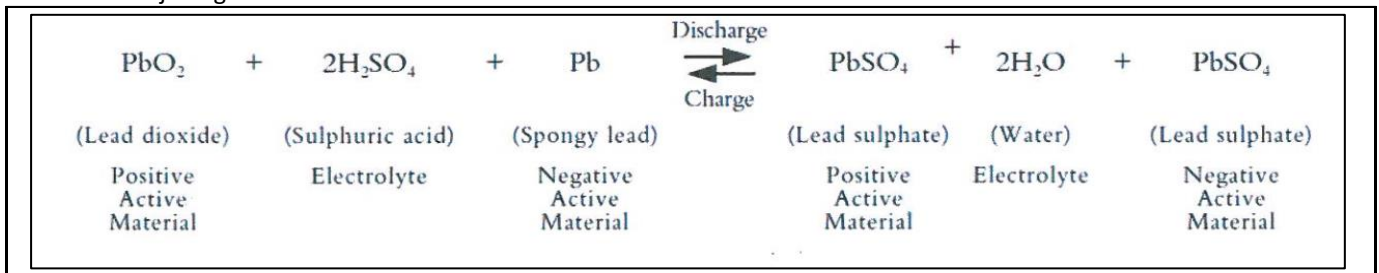 Discharge
PbO₂ + 2H₂SO₄ + Pb PbSO₄ + 2H₂O + PbSO₄
Charge
(Lead dioxide) (Sulphuric acid) (Spongy lead) (Lead sulphate) (Water) (Lead sulphate)
Positive Electrolyte Negative Positive Electrolyte Negative
Active Active Active Active
Material Material Material Material